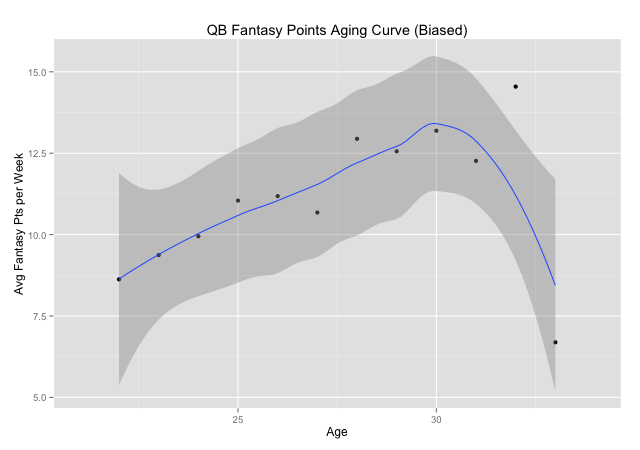 QB Fantasy Points Aging Curve (Biased)
15.0
12.5
10.0
7.5
5.0
Avg Fantasy Pts per Week
25 30
Age